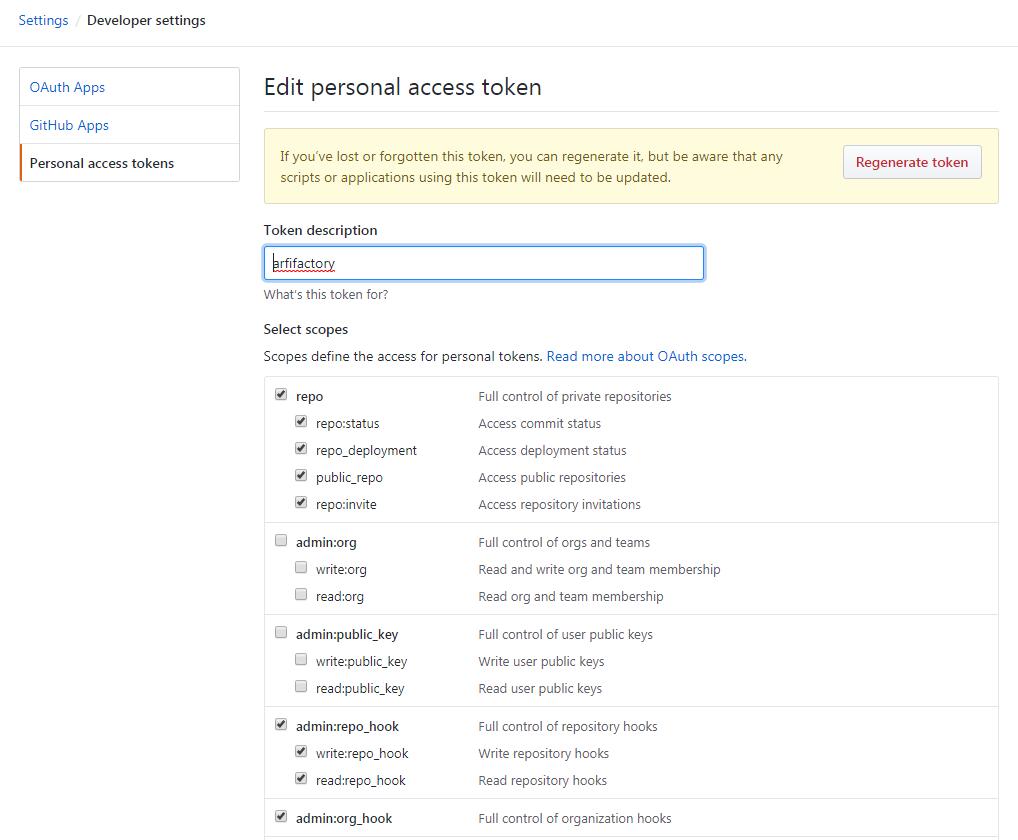 Settings / Developer settings
OAuth Apps
GitHub Apps
Personal access tokens
Edit personal access token
If you've lost or forgotten this token, you can regenerate it, but be aware that any
scripts or applications using this token will need to be updated.
Regenerate token
Token description
arfifactory
What's this token for?
Select scopes
Scopes define the access for personal tokens. Read more about OAuth scopes.
repo Full control of private repositories
repo:status Access commit status
repo_deployment Access deployment status
public_repo Access public repositories
repo:invite Access repository invitations
admin:org Full control of orgs and teams
write:org Read and write org and team membership
read:org Read org and team membership
admin:public_key Full control of user public keys
write:public_key Write user public keys
read:public_key Read user public keys
admin:repo_hook Full control of repository hooks
write:repo_hook Write repository hooks
read:repo_hook Read repository hooks
admin:org_hook Full control of organization hooks